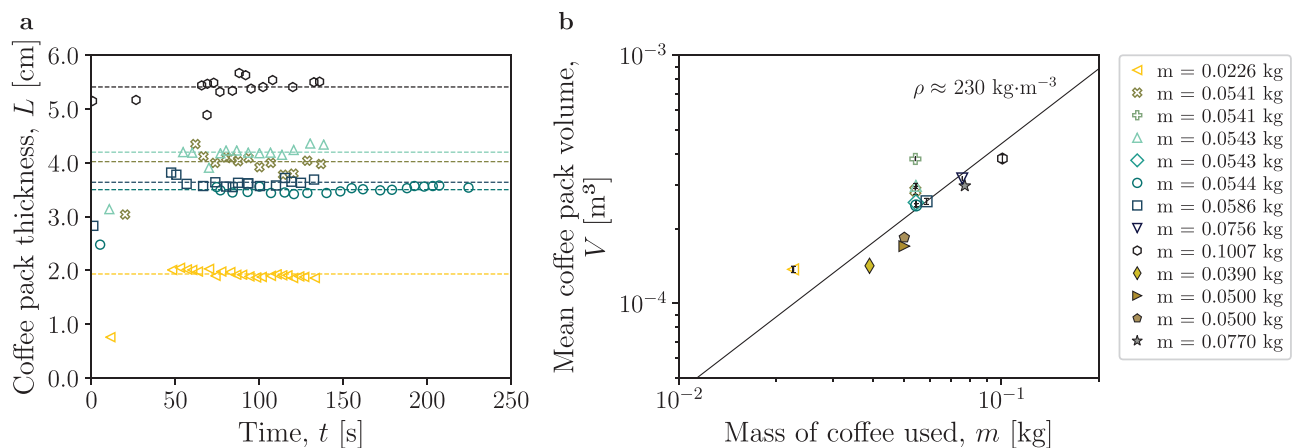 a
Coffee pack thickness, L [cm]
6.0
5.0
4.0
3.0
2.0
1.0
0.0
0
50
100
150
200
250
Time, t [s]
b
Mean coffee pack volume,
V [m³]
10⁻³
10⁻⁴
ρ ≈ 230 kg·m⁻³
10⁻²
10⁻¹
Mass of coffee used, m [kg]
m = 0.0226 kg
m = 0.0541 kg
m = 0.0541 kg
m = 0.0543 kg
m = 0.0543 kg
m = 0.0544 kg
m = 0.0586 kg
m = 0.0756 kg
m = 0.1007 kg
m = 0.0390 kg
m = 0.0500 kg
m = 0.0500 kg
m = 0.0770 kg